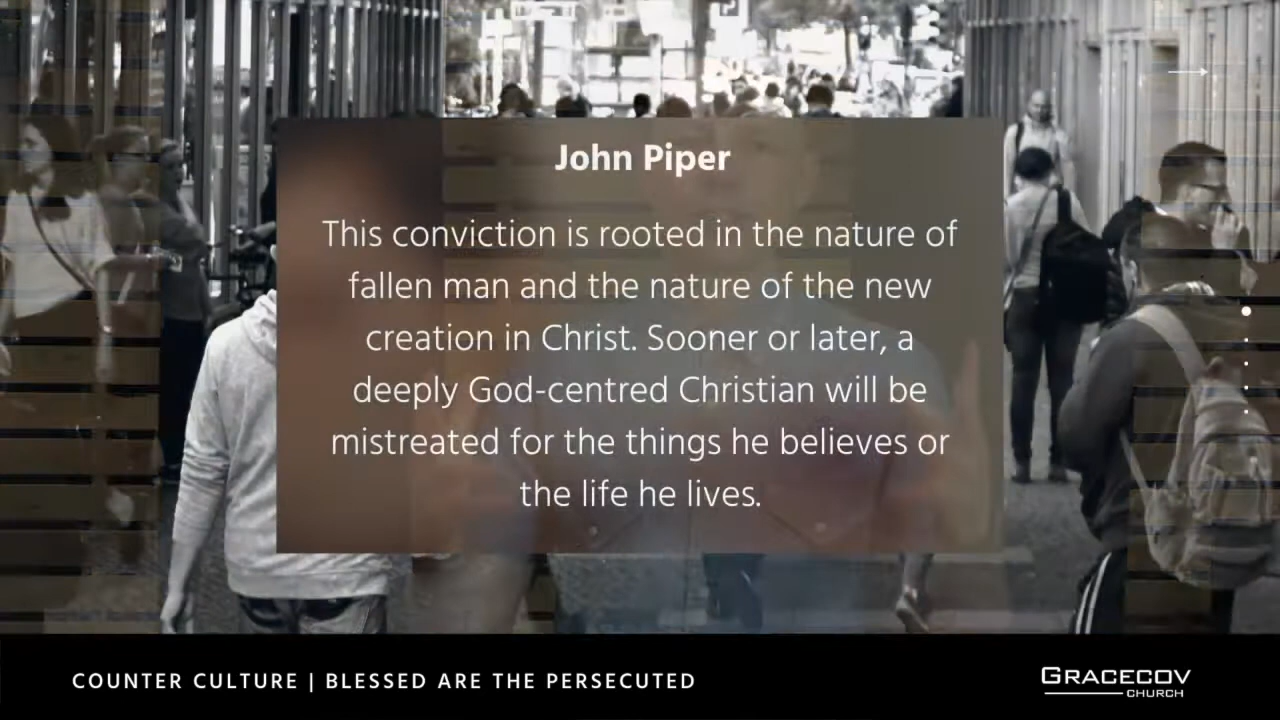 John Piper
This conviction is rooted in the nature of
fallen man and the nature of the new
creation in Christ. Sooner or later, a
deeply God-centred Christian will be
mistreated for the things he believes or
the life he lives.
COUNTER CULTURE | BLESSED ARE THE PERSECUTED
GRACECOV
CHURCH